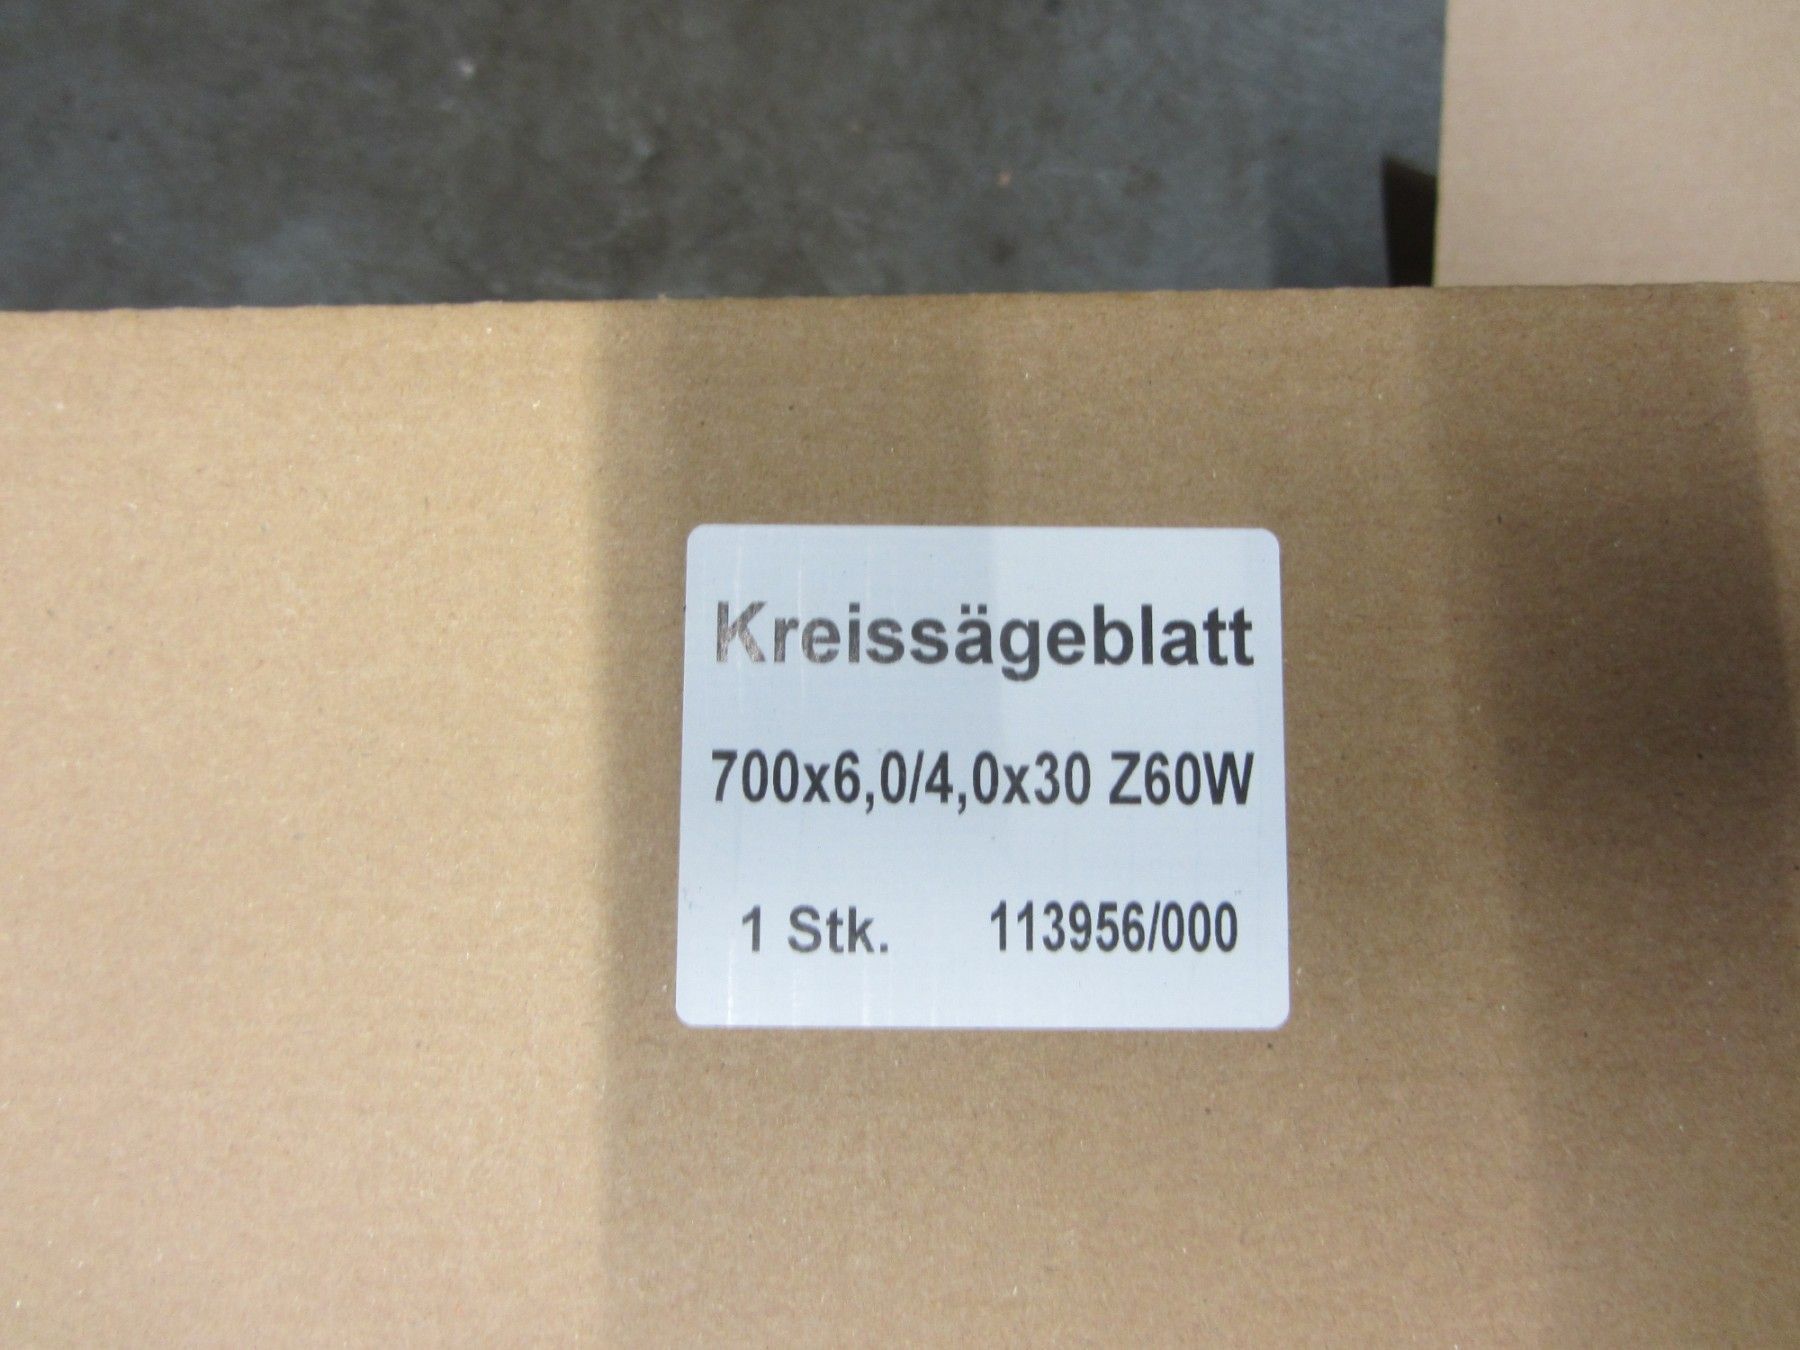 Kreissägeblatt
700x6,0/4,0x30 Z60W
1 Stk. 113956/000